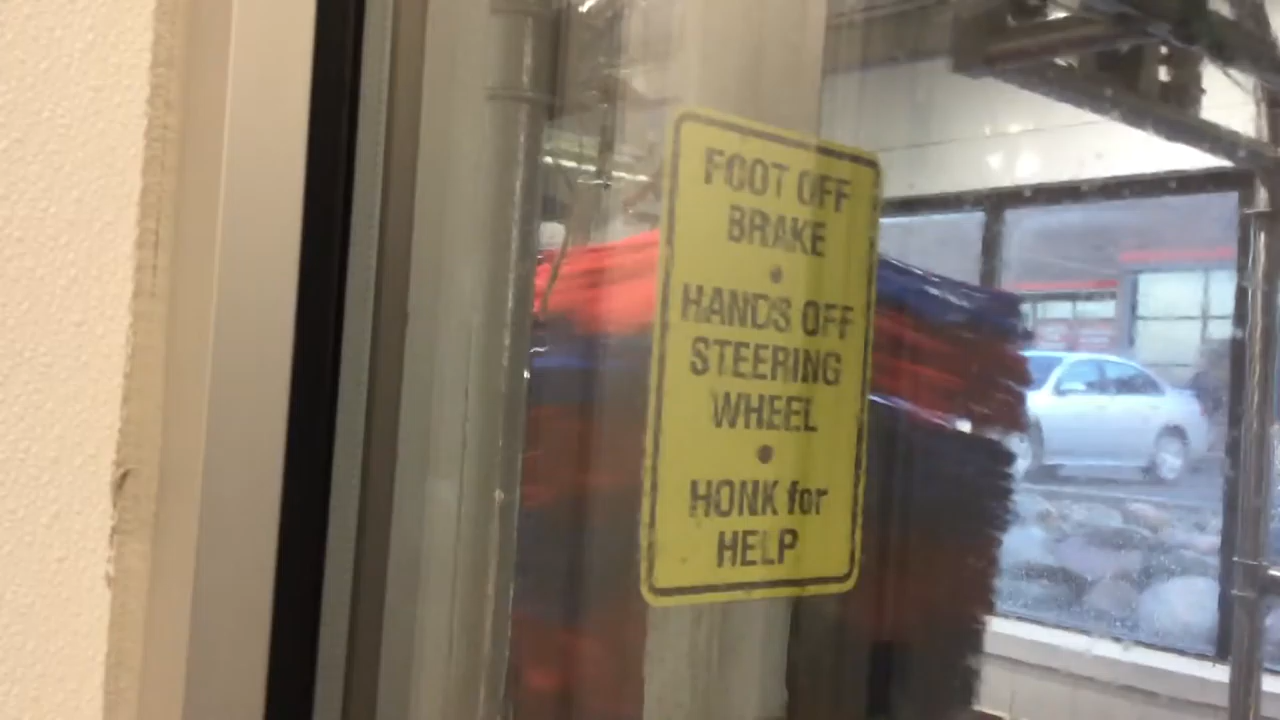 FOOT OFF
BRAKE
•
HANDS OFF
STEERING
WHEEL
•
HONK for
HELP